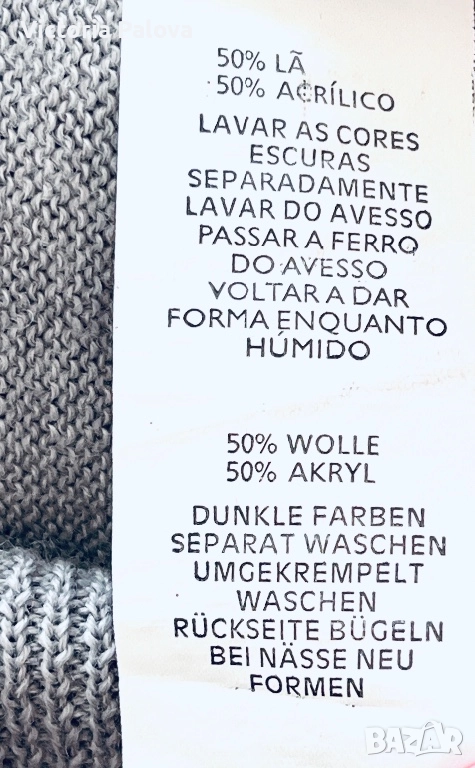 Victoria Palova
50% LÃ
50% ACRÍLICO
LAVAR AS CORES
ESCURAS
SEPARADAMENTE
LAVAR DO AVESSO
PASSAR A FERRO
DO AVESSO
VOLTAR A DAR
FORMA ENQUANTO
HÚMIDO
50% WOLLE
50% AKRYL
DUNKLE FARBEN
SEPARAT WASCHEN
UMGEKREMPELT
WASCHEN
RÜCKSEITE BÜGELN
BEI NÄSSE NEU
FORMEN
BAZAR